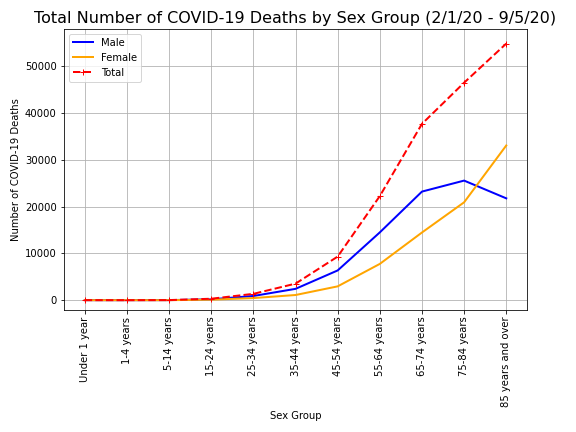 Total Number of COVID-19 Deaths by Sex Group (2/1/20 - 9/5/20)
Male
Female
Total
Number of COVID-19 Deaths
50000
40000
30000
20000
10000
0
Under 1 year
1-4 years
5-14 years
15-24 years
25-34 years
35-44 years
45-54 years
55-64 years
65-74 years
75-84 years
85 years and over
Sex Group